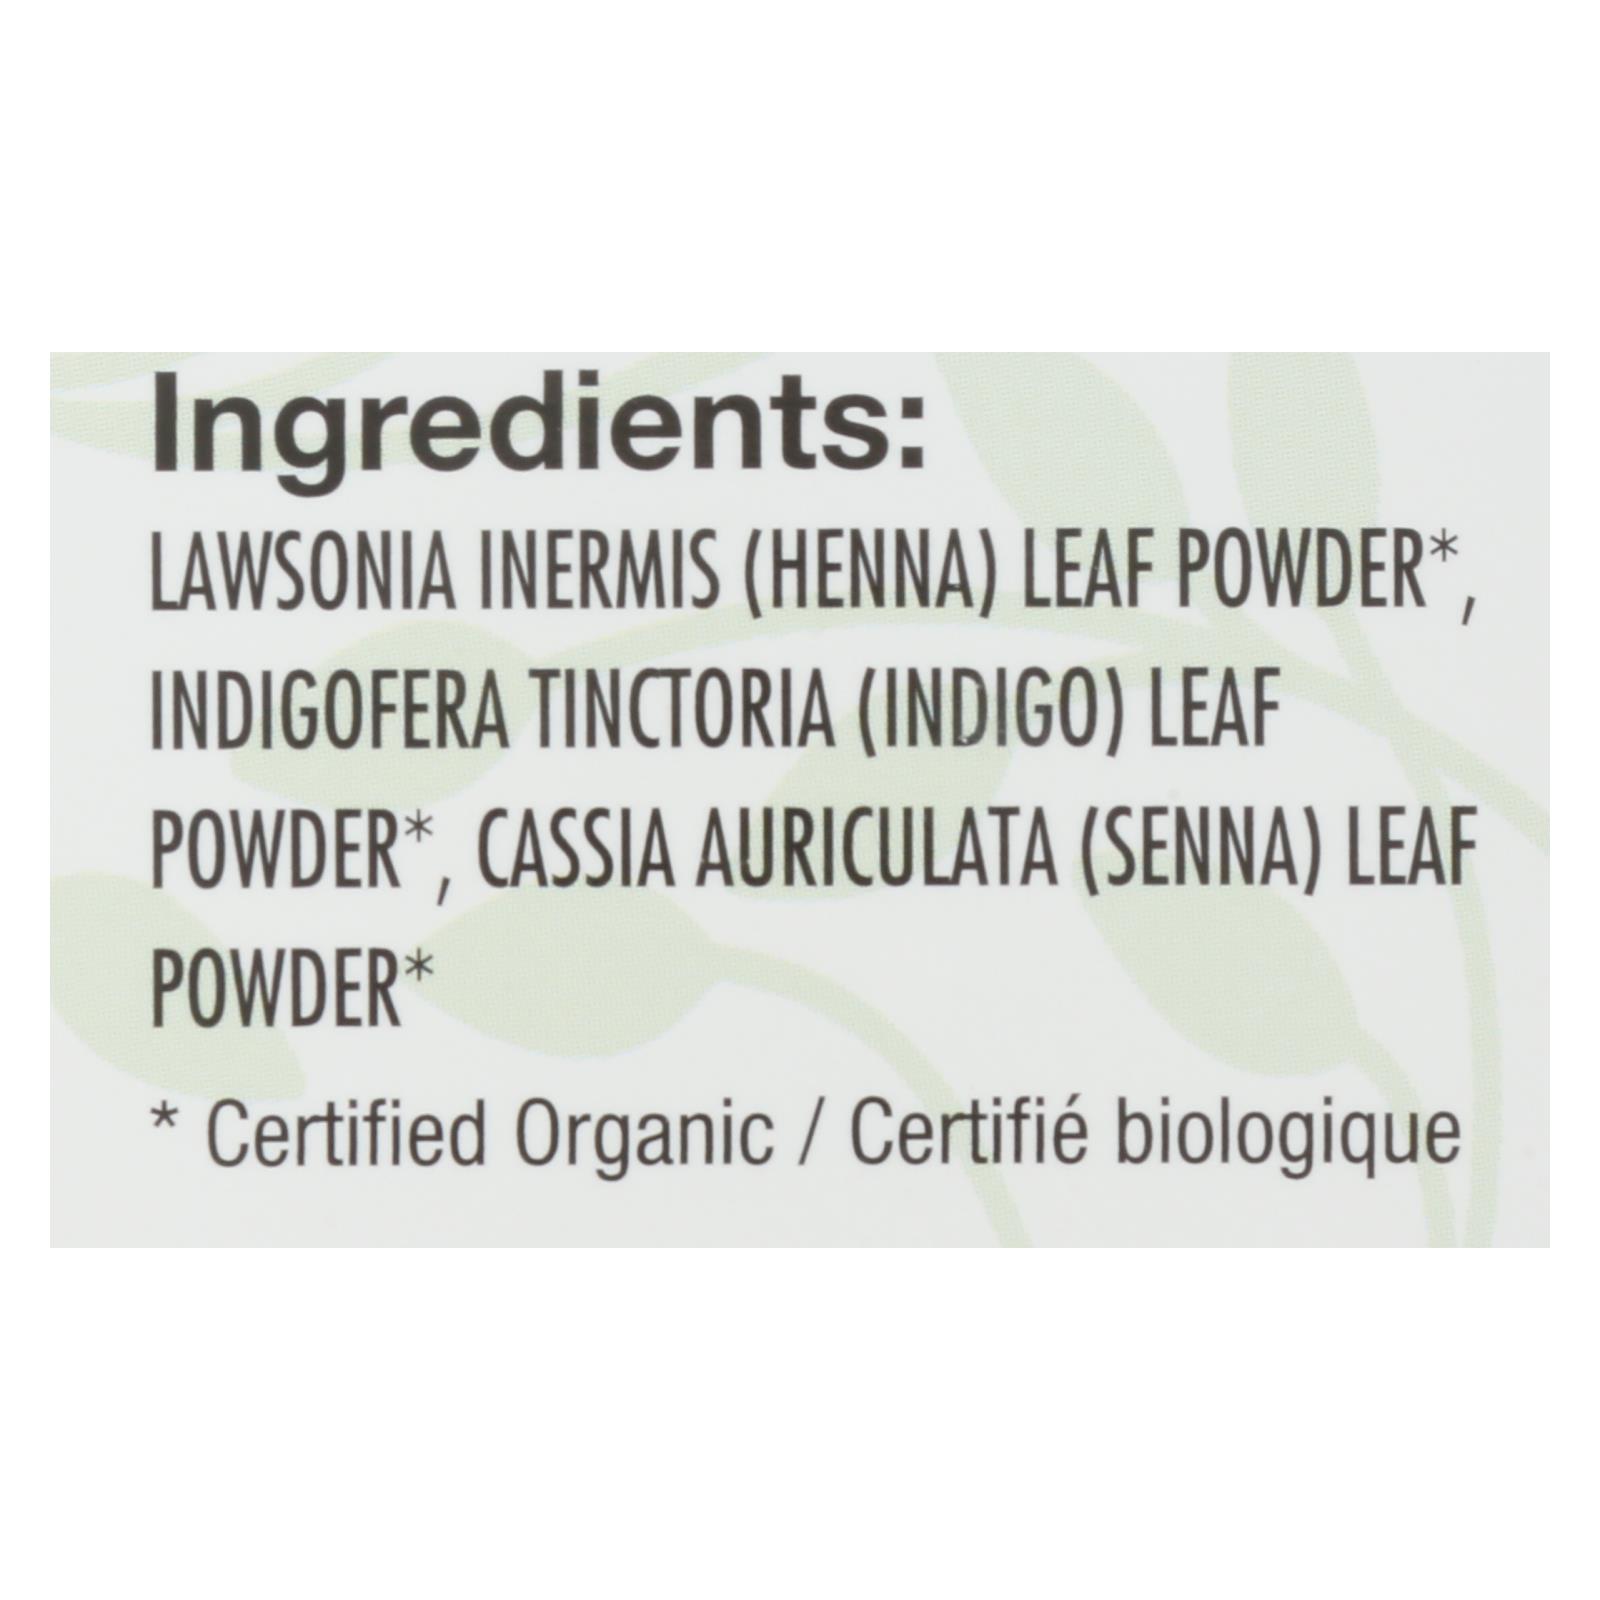 Ingredients:
LAWSONIA INERMIS (HENNA) LEAF POWDER*,
INDIGOFERA TINCTORIA (INDIGO) LEAF
POWDER*, CASSIA AURICULATA (SENNA) LEAF
POWDER*
* Certified Organic / Certifié biologique